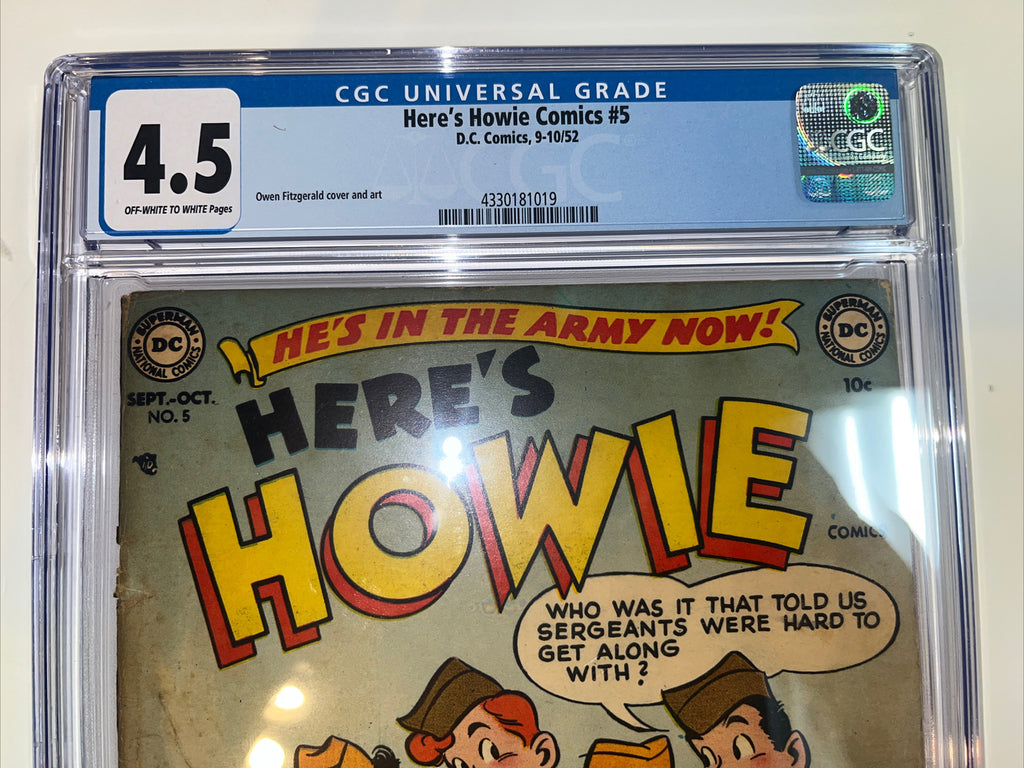 CGC UNIVERSAL GRADE
Here's Howie Comics #5
D.C. Comics, 9-10/52
4.5
OFF-WHITE TO WHITE Pages
Owen Fitzgerald cover and art
CGC
4330181019
CGC
HE'S IN THE ARMY NOW!
SUPERMAN
DC
NATIONAL COMICS
SUPERMAN
DC
NATIONAL COMICS
SEPT.-OCT.
NO. 5
10c
HERE'S
HOWIE
COMICS
WHO WAS IT THAT TOLD US
SERGEANTS WERE HARD TO
GET ALONG
WITH?